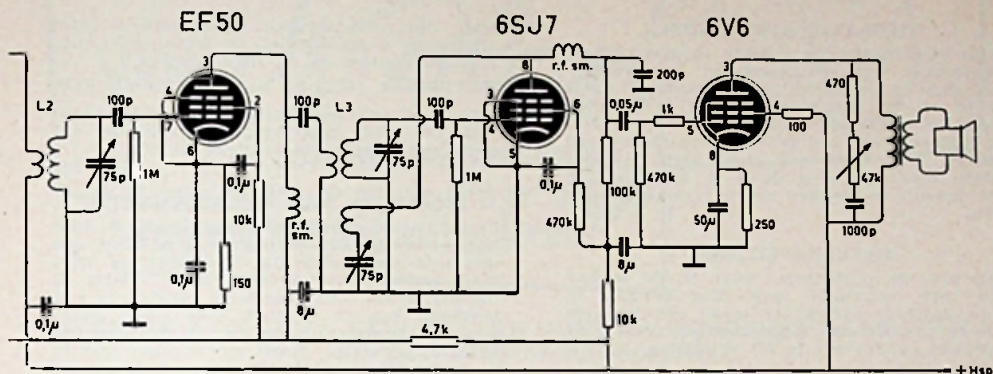 EF50
6SJ7
6V6
3
L2
100p
4
7
2
6
75p
1M
0,1μ
10k
0,1μ
150
0,1μ
100p
L3
r.f. sm.
8μ
75p
75p
100p
8
r.f. sm.
3
4
6
5
1M
0,1μ
470k
200p
0,05μ
1k
100k
470k
8μ
10k
4,7k
3
5
4
8
100
50μ
250
470
47k
1000p
+Hsp